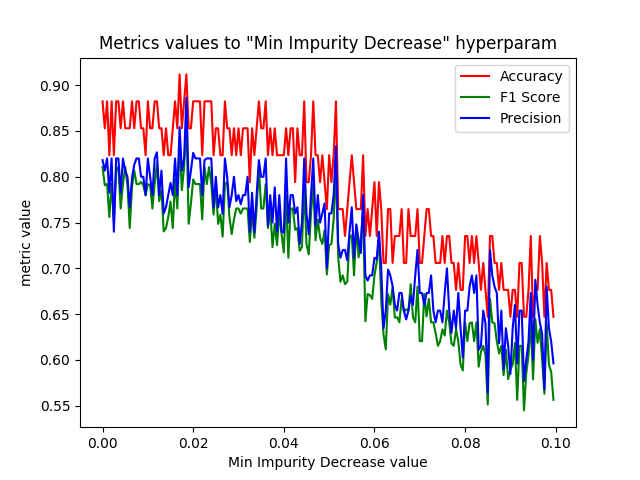 Metrics values to "Min Impurity Decrease" hyperparam
Accuracy
F1 Score
Precision
metric value
0.90
0.85
0.80
0.75
0.70
0.65
0.60
0.55
0.00 0.02 0.04 0.06 0.08 0.10
Min Impurity Decrease value